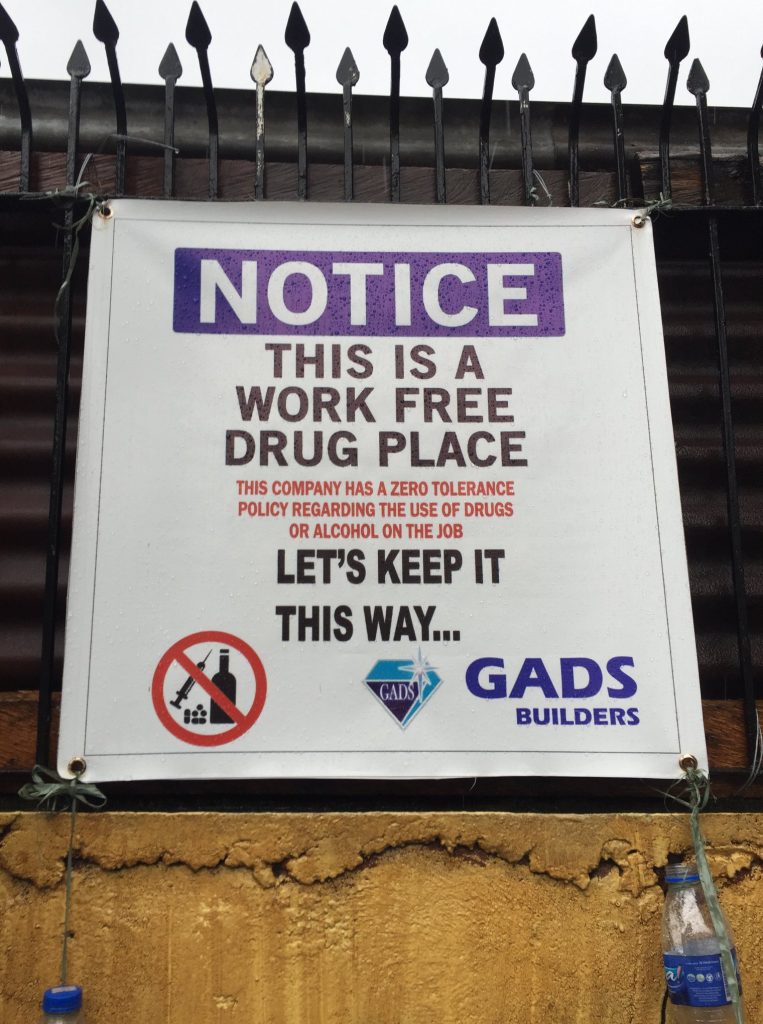 NOTICE
THIS IS A
WORK FREE
DRUG PLACE
THIS COMPANY HAS A ZERO TOLERANCE
POLICY REGARDING THE USE OF DRUGS
OR ALCOHOL ON THE JOB
LET'S KEEP IT
THIS WAY...
GADS
GADS
BUILDERS